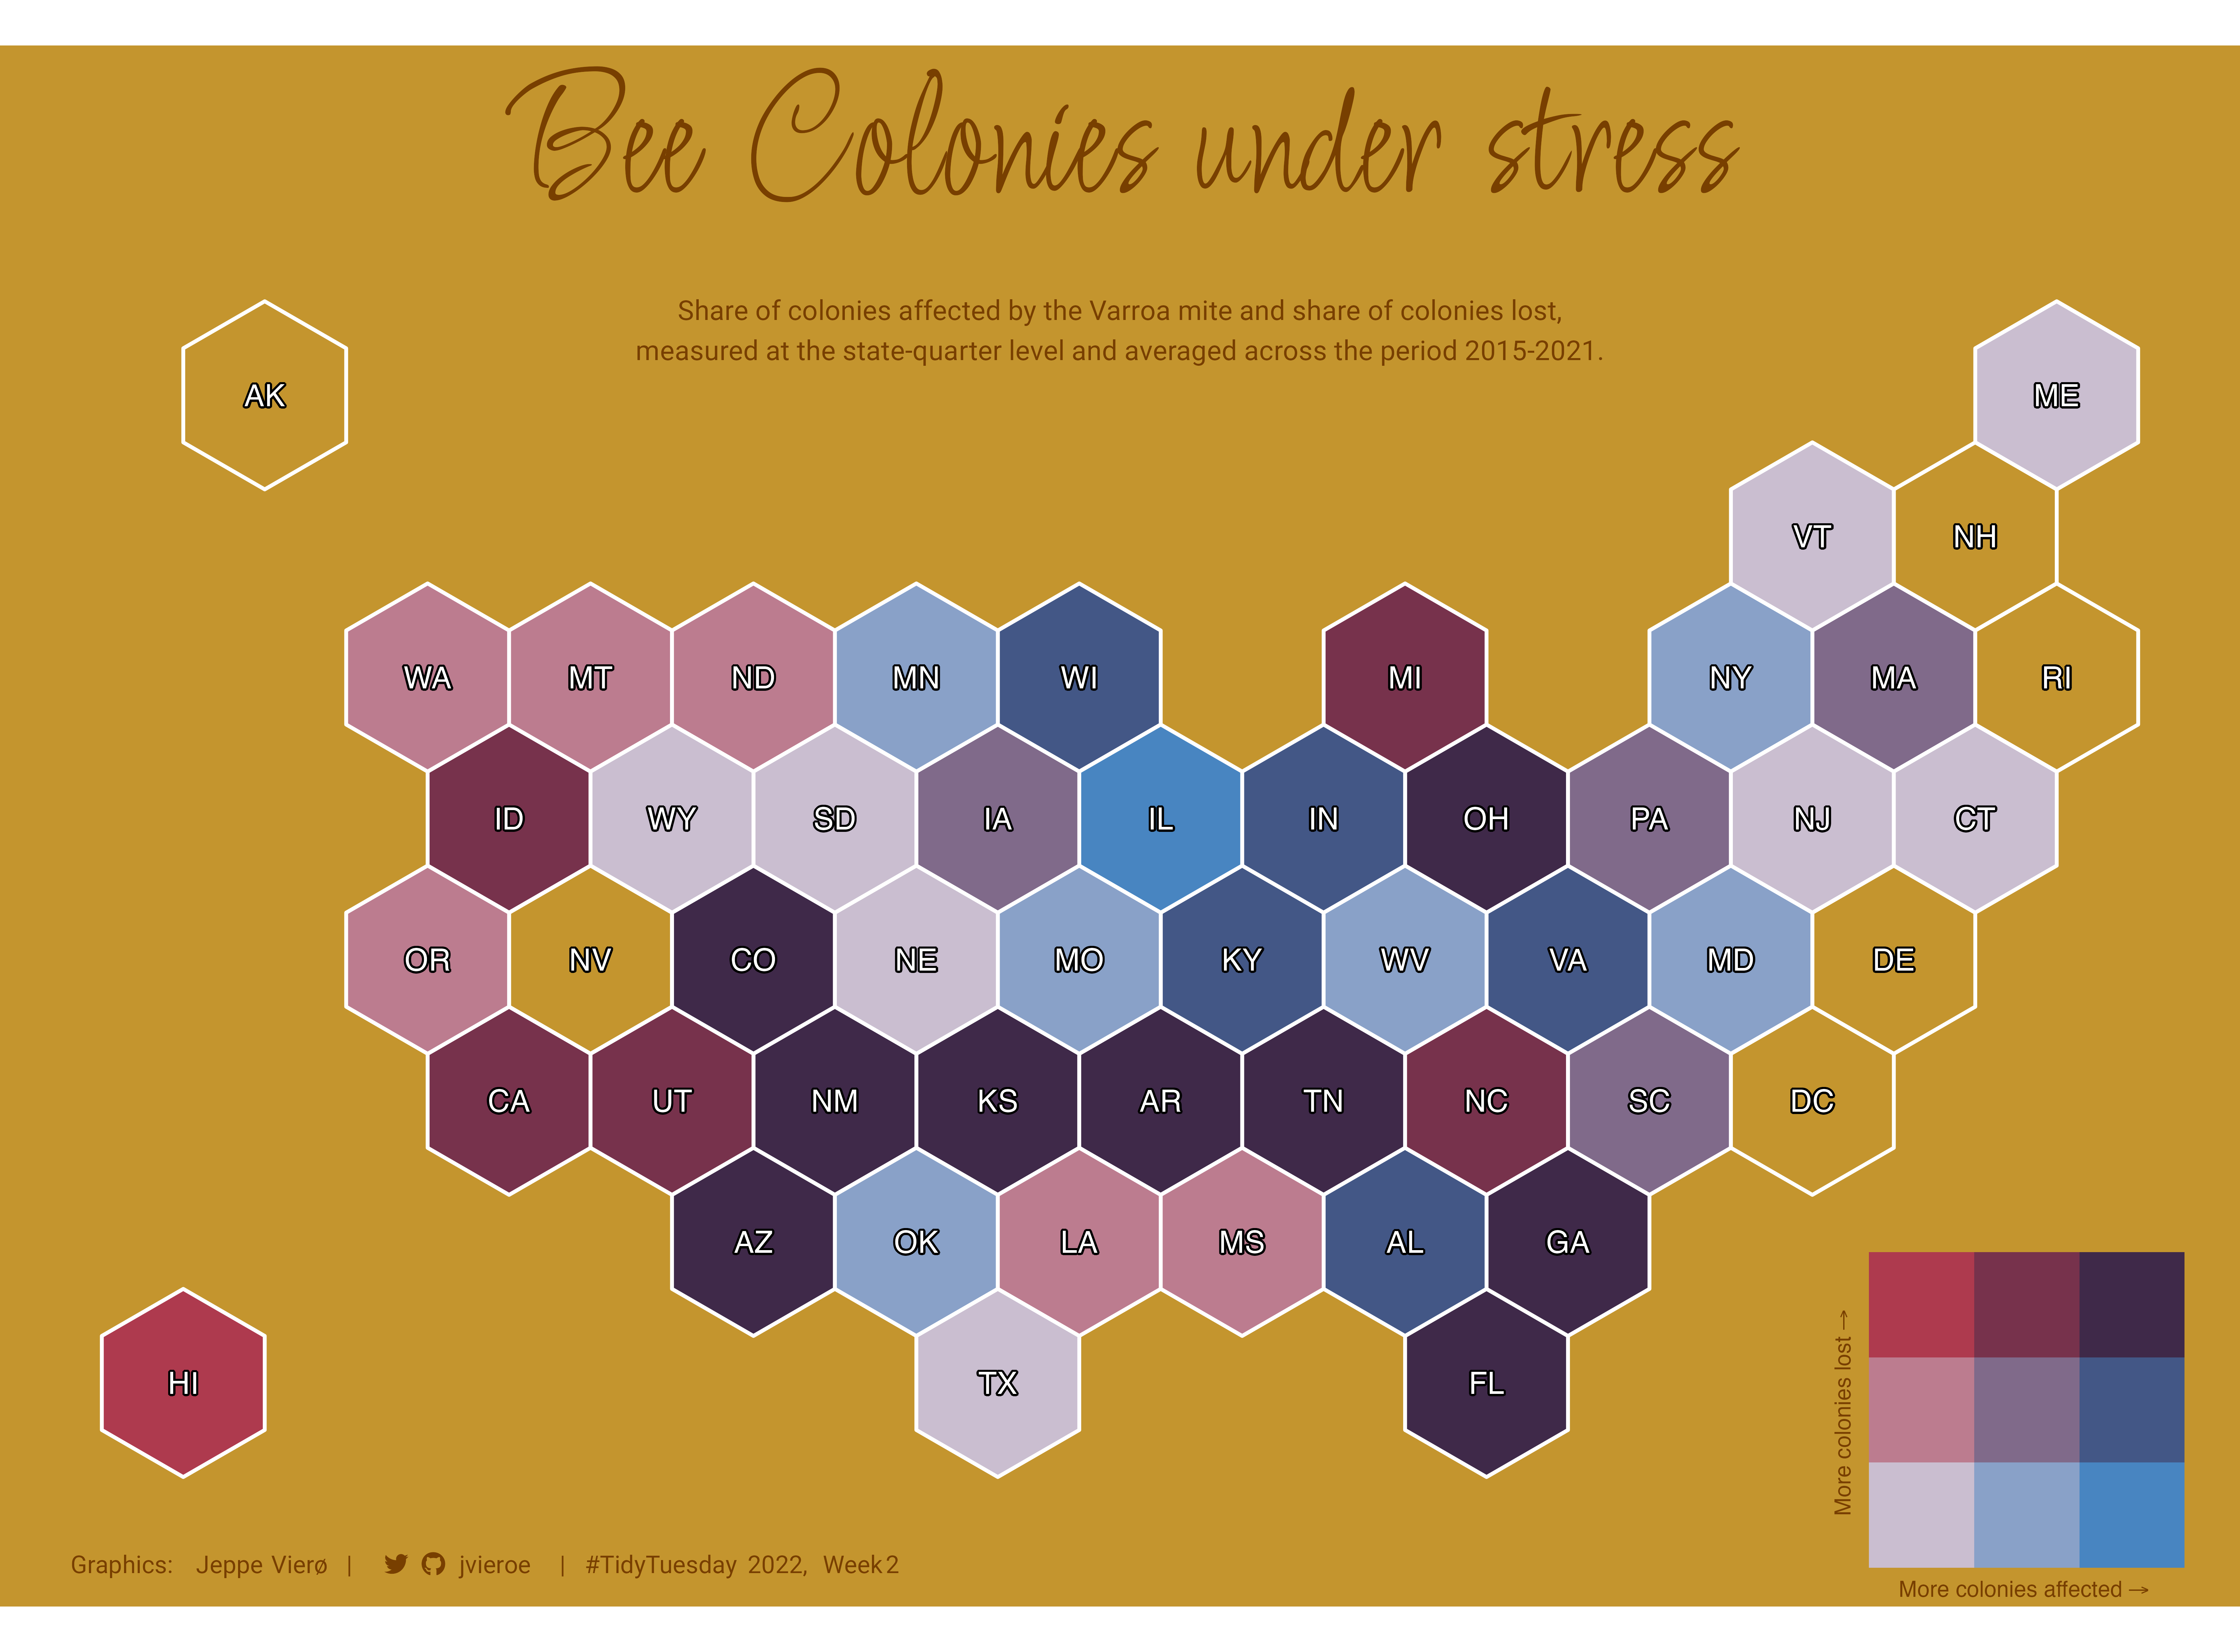 Bee Colonies under stress
Share of colonies affected by the Varroa mite and share of colonies lost,
measured at the state-quarter level and averaged across the period 2015-2021.
AK
ME
VT
NH
WA
MT
ND
MN
WI
MI
NY
MA
RI
ID
WY
SD
IA
IL
IN
OH
PA
NJ
CT
OR
NV
CO
NE
MO
KY
WV
VA
MD
DE
CA
UT
NM
KS
AR
TN
NC
SC
DC
AZ
OK
LA
MS
AL
GA
HI
TX
FL
More colonies lost →
More colonies affected →
Graphics: Jeppe Vierø | jvieroe | #TidyTuesday 2022, Week 2